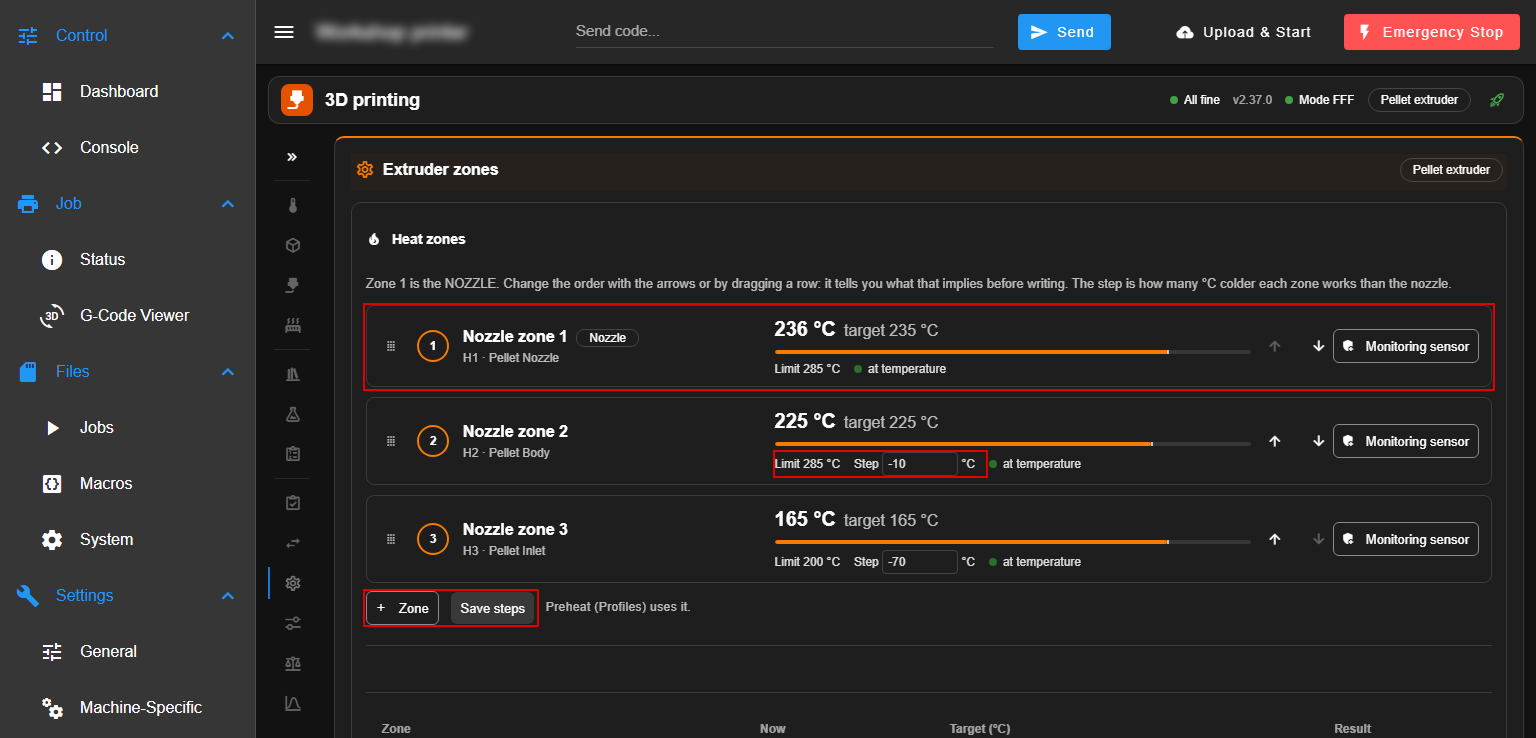 Control
Dashboard
Console
Job
Status
G-Code Viewer
3D
Files
Jobs
Macros
System
Settings
General
Machine-Specific
Send code...
Send
Upload & Start
Emergency Stop
3D printing
All fine v2.37.0 Mode FFF Pellet extruder
Extruder zones
Pellet extruder
Heat zones
Zone 1 is the NOZZLE. Change the order with the arrows or by dragging a row: it tells you what that implies before writing. The step is how many °C colder each zone works than the nozzle.
1
Nozzle zone 1 Nozzle
H1 · Pellet Nozzle
236 °C target 235 °C
Limit 285 °C at temperature
Monitoring sensor
2
Nozzle zone 2
H2 · Pellet Body
225 °C target 225 °C
Limit 285 °C Step -10 °C at temperature
Monitoring sensor
3
Nozzle zone 3
H3 · Pellet Inlet
165 °C target 165 °C
Limit 200 °C Step -70 °C at temperature
Monitoring sensor
+ Zone Save steps Preheat (Profiles) uses it.
Zone Now Target (°C) Result